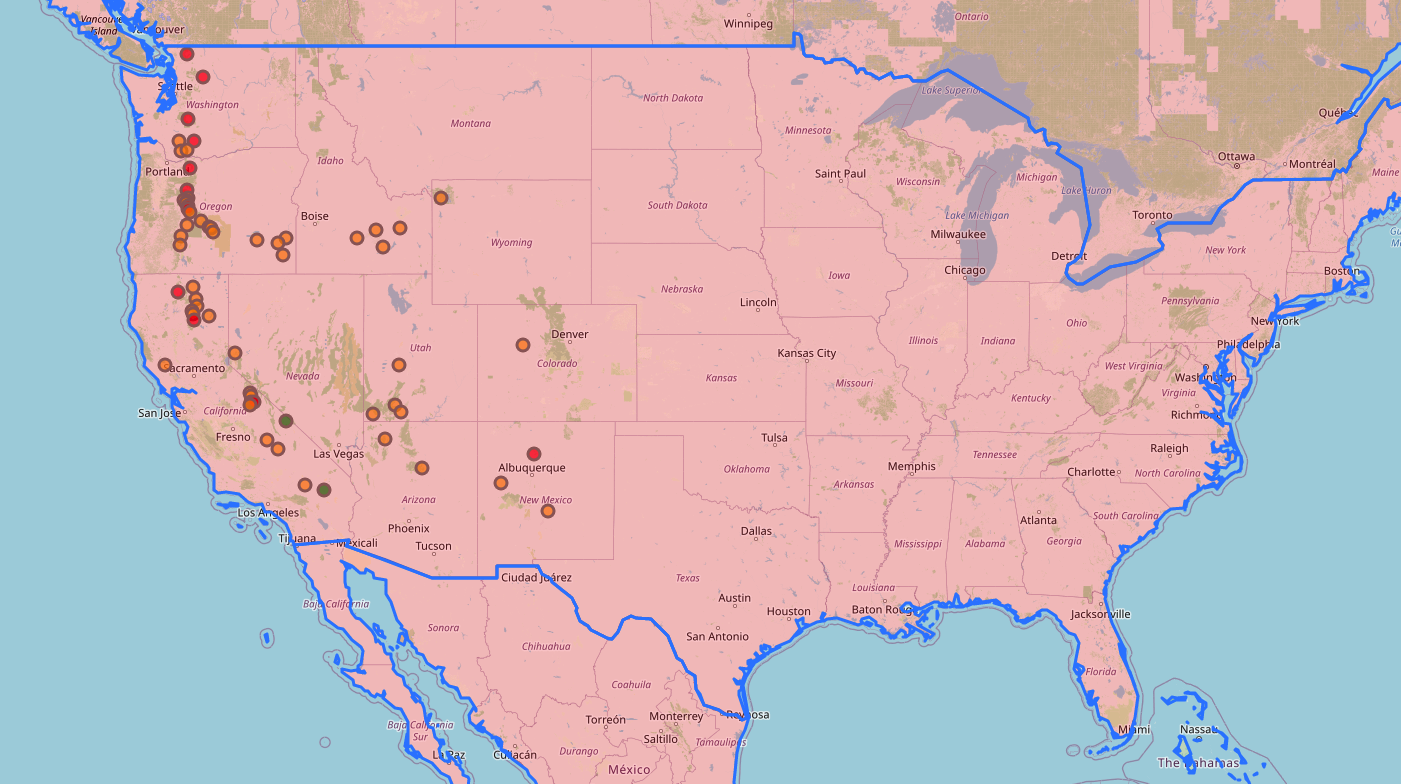 Vancouver
Island
Vancouver
Winnipeg
Ontario
Seattle
Washington
North Dakota
Lake Superior
Québec
Montana
Minnesota
Ottawa
Montréal
Idaho
Portland
Saint Paul
Wisconsin
Michigan
Maine
Lake Huron
Oregon
Boise
South Dakota
Lake Michigan
Toronto
Milwaukee
Wyoming
New York
Detroit
Chicago
Boston
Iowa
Nebraska
Lincoln
Pennsylvania
New York
Ohio
Denver
Utah
Colorado
Illinois
Indiana
Philadelphia
Kansas City
Sacramento
Nevada
Kansas
Missouri
West Virginia
Washington
Virginia
Kentucky
San Jose
California
Richmond
Fresno
Tulsa
Raleigh
Las Vegas
Tennessee
Albuquerque
Oklahoma
Memphis
Charlotte
North Carolina
Arkansas
Arizona
New Mexico
Los Angeles
South Carolina
Atlanta
Phoenix
Dallas
Tijuana
Mexicali
Tucson
Mississippi
Alabama
Georgia
Ciudad Juárez
Texas
Louisiana
Baja California
Austin
Houston
Baton Rouge
Jacksonville
Sonora
San Antonio
Chihuahua
Florida
Coahuila
Torreón
Monterrey
Reynosa
Baja California
Sur
Saltillo
Tamaulipas
Miami
Nassau
La Paz
Culiacán
Durango
México
The Bahamas